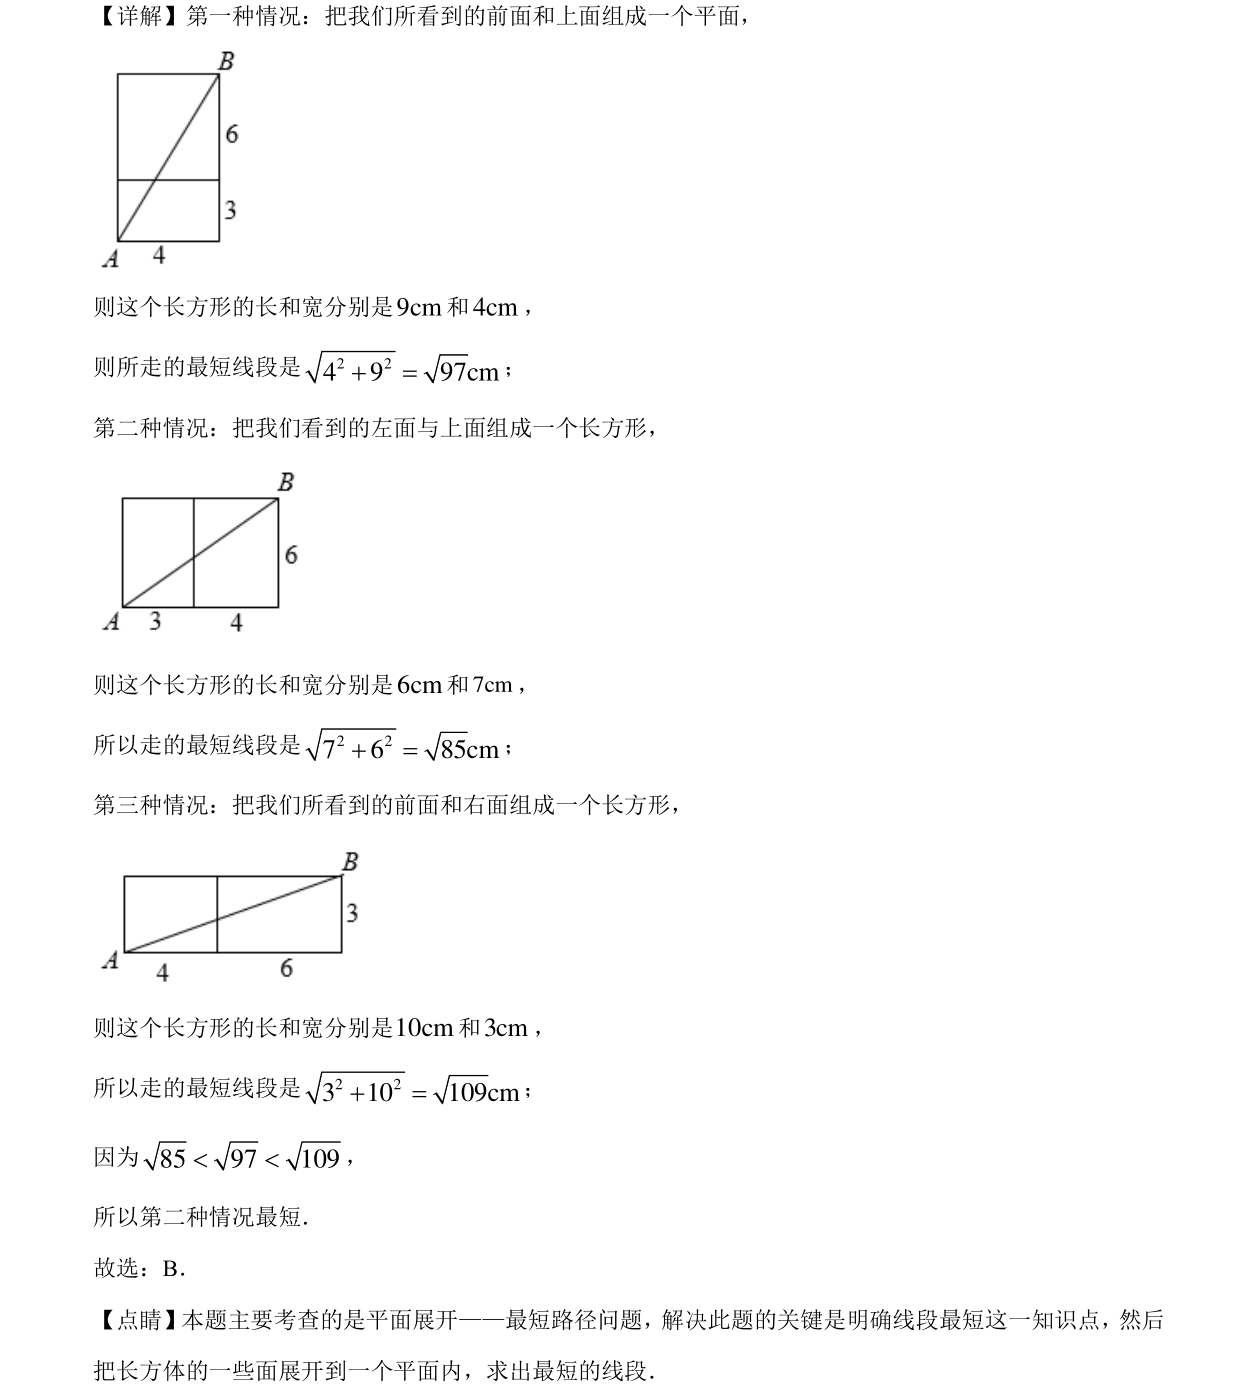 【详解】第一种情况：把我们所看到的前面和上面组成一个平面，
B
6
3
A 4
则这个长方形的长和宽分别是9cm和4cm，
则所走的最短线段是√(4²+9²)=√97cm；
第二种情况：把我们看到的左面与上面组成一个长方形，
B
6
A 3 4
则这个长方形的长和宽分别是6cm和7cm，
所以走的最短线段是√(7²+6²)=√85cm；
第三种情况：把我们所看到的前面和右面组成一个长方形，
B
3
A 4 6
则这个长方形的长和宽分别是10cm和3cm，
所以走的最短线段是√(3²+10²)=√109cm；
因为√85<√97<√109，
所以第二种情况最短．
故选：B．
【点睛】本题主要考查的是平面展开——最短路径问题，解决此题的关键是明确线段最短这一知识点，然后
把长方体的一些面展开到一个平面内，求出最短的线段．